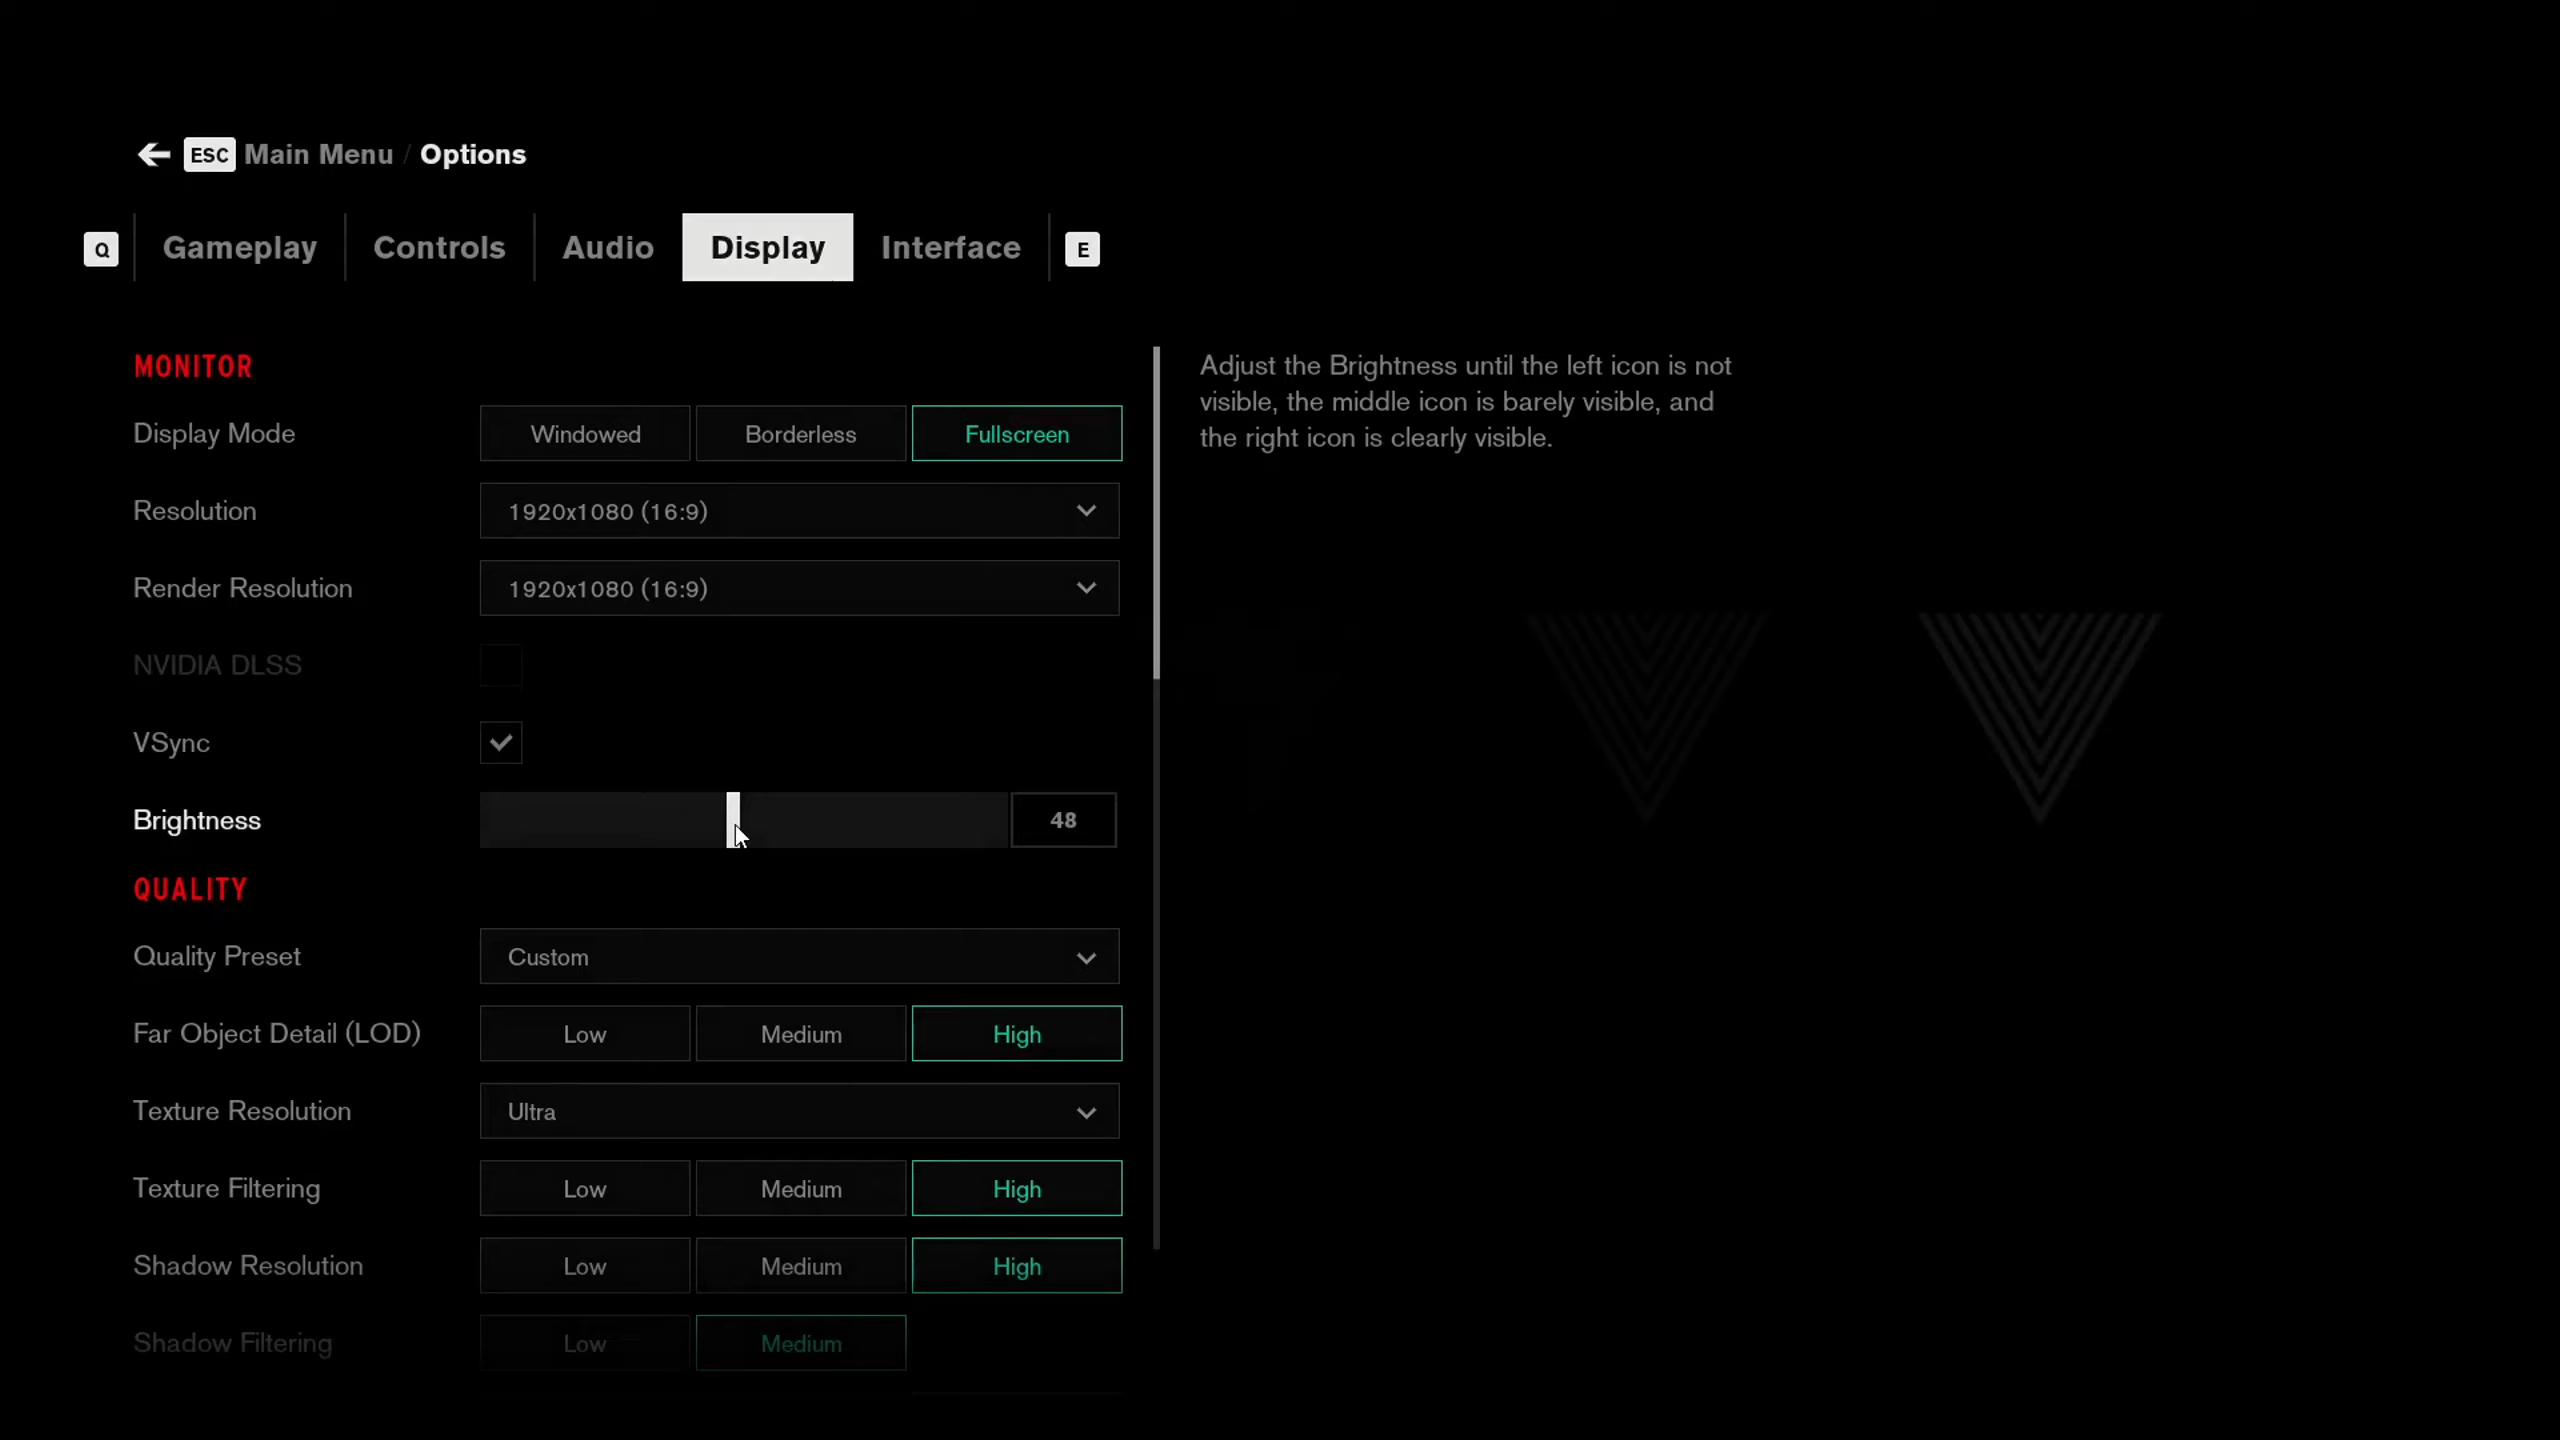 ESC Main Menu / Options
Q Gameplay Controls Audio Display Interface E
MONITOR
Display Mode Windowed Borderless Fullscreen
Resolution 1920x1080 (16:9)
Render Resolution 1920x1080 (16:9)
NVIDIA DLSS
VSync
Brightness 48
QUALITY
Quality Preset Custom
Far Object Detail (LOD) Low Medium High
Texture Resolution Ultra
Texture Filtering Low Medium High
Shadow Resolution Low Medium High
Shadow Filtering Low Medium
Adjust the Brightness until the left icon is not
visible, the middle icon is barely visible, and
the right icon is clearly visible.